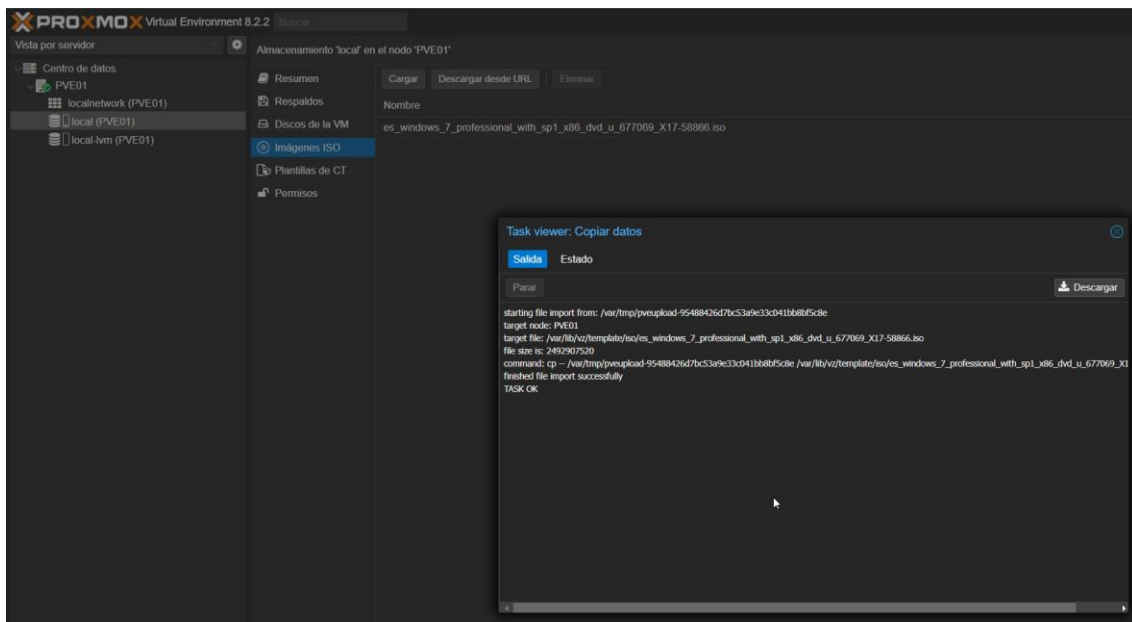 PROXMOX Virtual Environment 8.2.2 Buscar
Vista por servidor
Centro de datos
PVE01
localnetwork (PVE01)
local (PVE01)
local-lvm (PVE01)
Almacenamiento 'local' en el nodo 'PVE01'
Resumen
Respaldos
Discos de la VM
Imágenes ISO
Plantillas de CT
Permisos
Cargar Descargar desde URL Eliminar
Nombre
es_windows_7_professional_with_sp1_x86_dvd_u_677069_X17-58866.iso
Task viewer: Copiar datos
Salida Estado
Parar Descargar
starting file import from: /var/tmp/pveupload-95488426d7bc53a9e33c041bb8bf5c8e
target node: PVE01
target file: /var/lib/vz/template/iso/es_windows_7_professional_with_sp1_x86_dvd_u_677069_X17-58866.iso
file size is: 2492907520
command: cp -- /var/tmp/pveupload-95488426d7bc53a9e33c041bb8bf5c8e /var/lib/vz/template/iso/es_windows_7_professional_with_sp1_x86_dvd_u_677069_X1
finished file import successfully
TASK OK